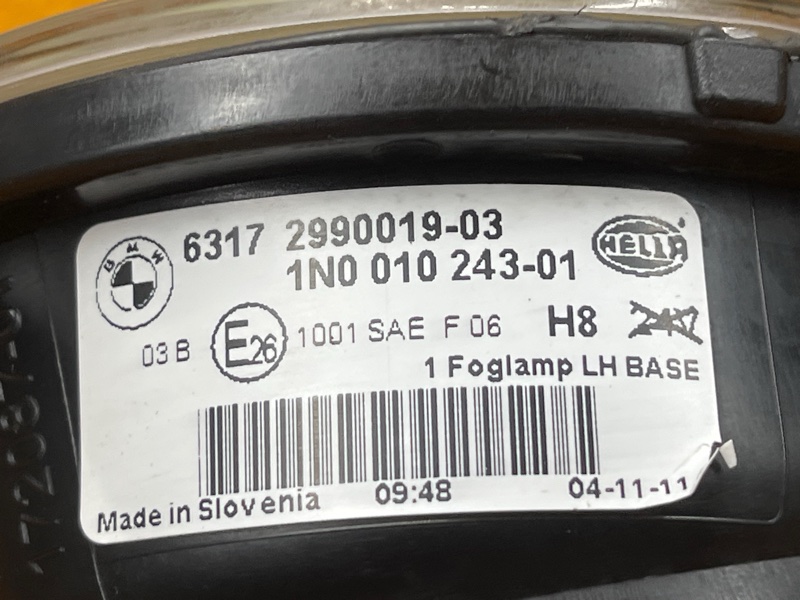 BMW
6317 2990019-03
1N0 010 243-01
HELLA
03 B E26 1001 SAE F 06 H8
1 Foglamp LH BASE
Made in Slovenia 09:48 04-11-11